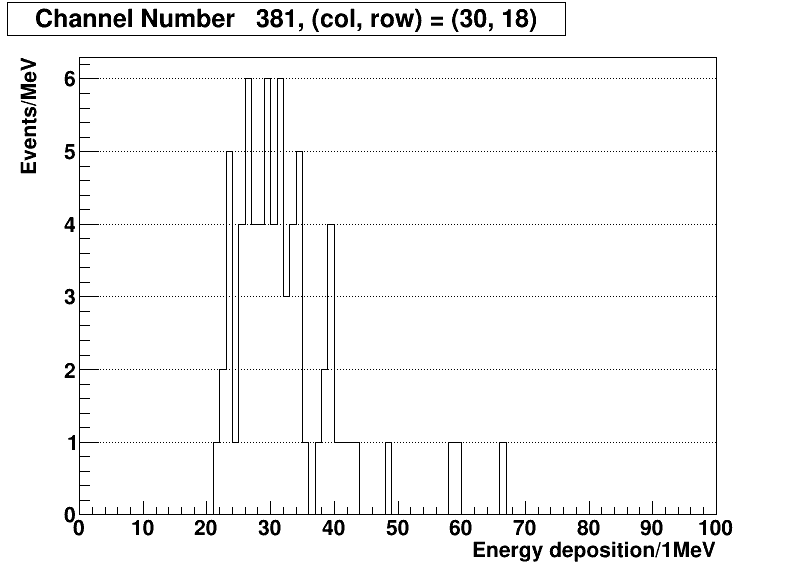 Channel Number   381, (col, row) = (30, 18)
Events/MeV
6
5
4
3
2
1
0
0 10 20 30 40 50 60 70 80 90 100
Energy deposition/1MeV